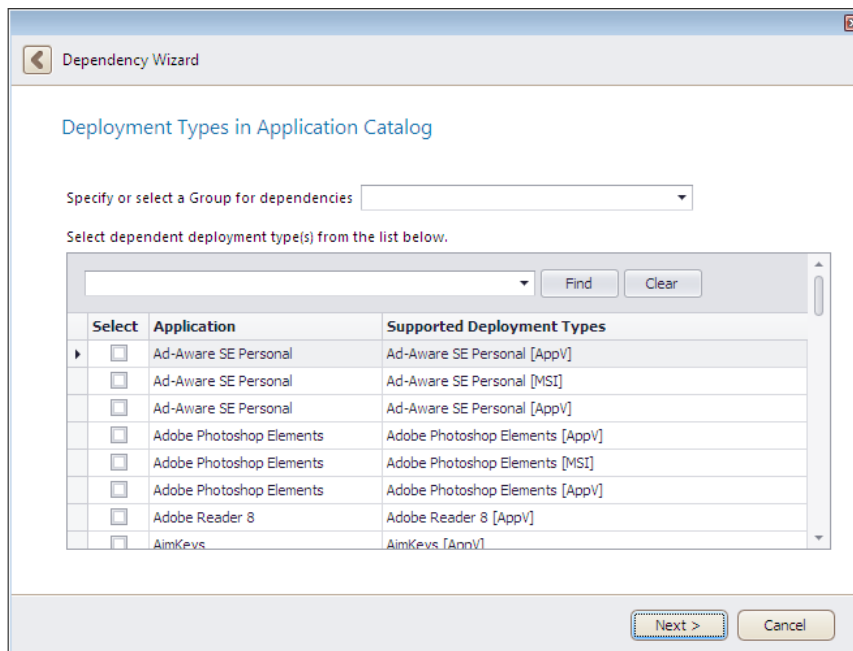 Dependency Wizard
Deployment Types in Application Catalog
Specify or select a Group for dependencies
Select dependent deployment type(s) from the list below.
Find Clear
Select Application Supported Deployment Types
Ad-Aware SE Personal Ad-Aware SE Personal [AppV]
Ad-Aware SE Personal Ad-Aware SE Personal [MSI]
Ad-Aware SE Personal Ad-Aware SE Personal [AppV]
Adobe Photoshop Elements Adobe Photoshop Elements [AppV]
Adobe Photoshop Elements Adobe Photoshop Elements [MSI]
Adobe Photoshop Elements Adobe Photoshop Elements [AppV]
Adobe Reader 8 Adobe Reader 8 [AppV]
AimKeys AimKeys [AppV]
Next > Cancel